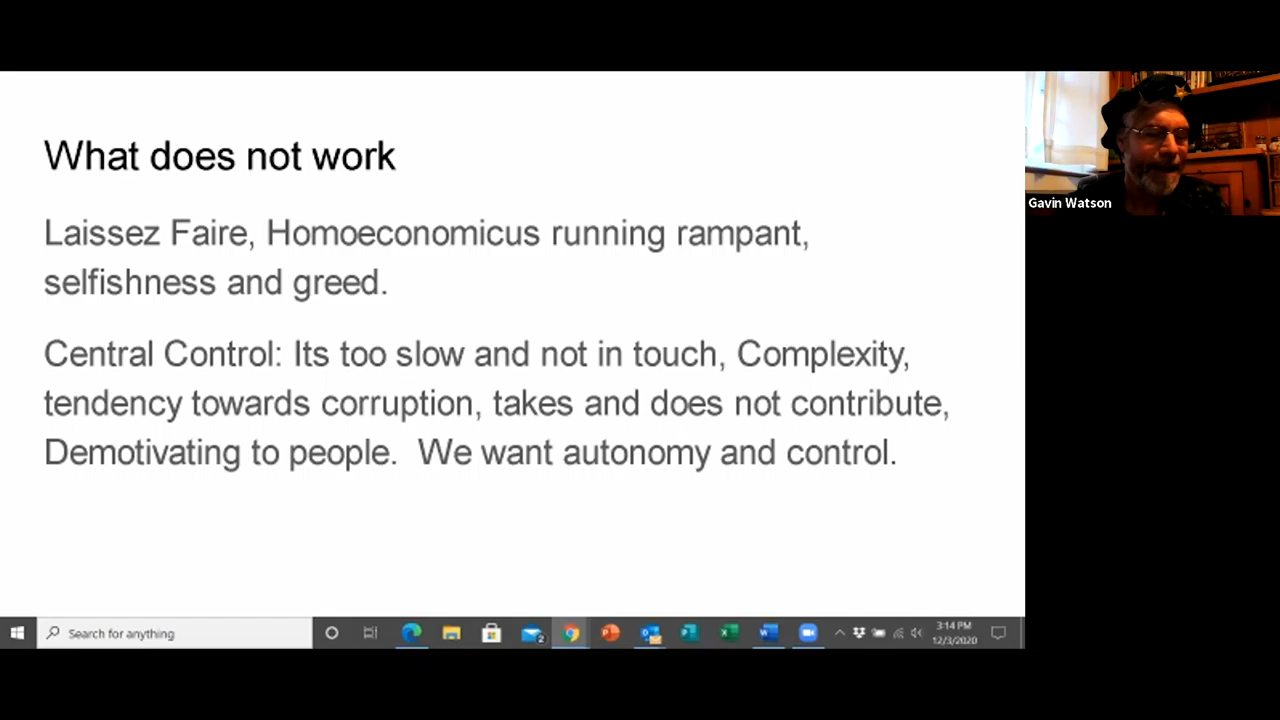 What does not work
Laissez Faire, Homoeconomicus running rampant,
selfishness and greed.
Central Control: Its too slow and not in touch, Complexity,
tendency towards corruption, takes and does not contribute,
Demotivating to people.  We want autonomy and control.
Gavin Watson
Search for anything
2
3:14 PM
12/3/2020